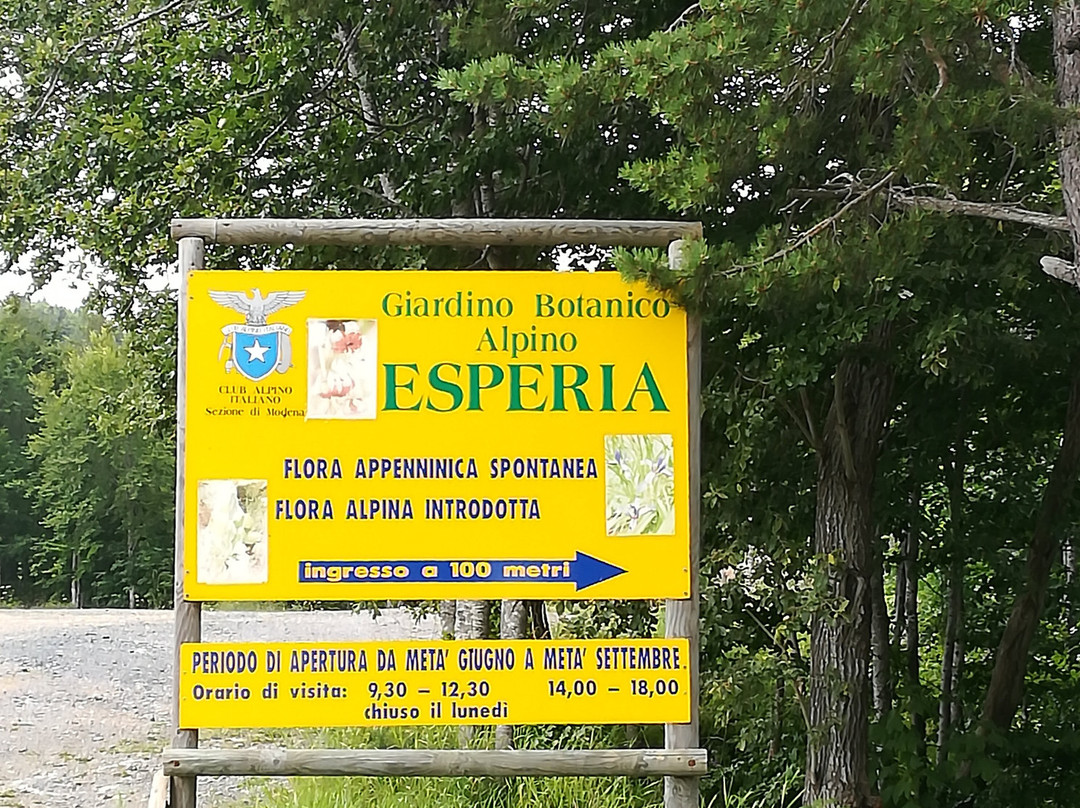 Giardino Botanico
Alpino
ESPERIA
CLUB ALPINO
ITALIANO
Sezione di Modena
FLORA APPENNINICA SPONTANEA
FLORA ALPINA INTRODOTTA
ingresso a 100 metri
PERIODO DI APERTURA DA META' GIUGNO A META' SETTEMBRE.
Orario di visita: 9,30 – 12,30 14,00 – 18,00
chiuso il lunedì